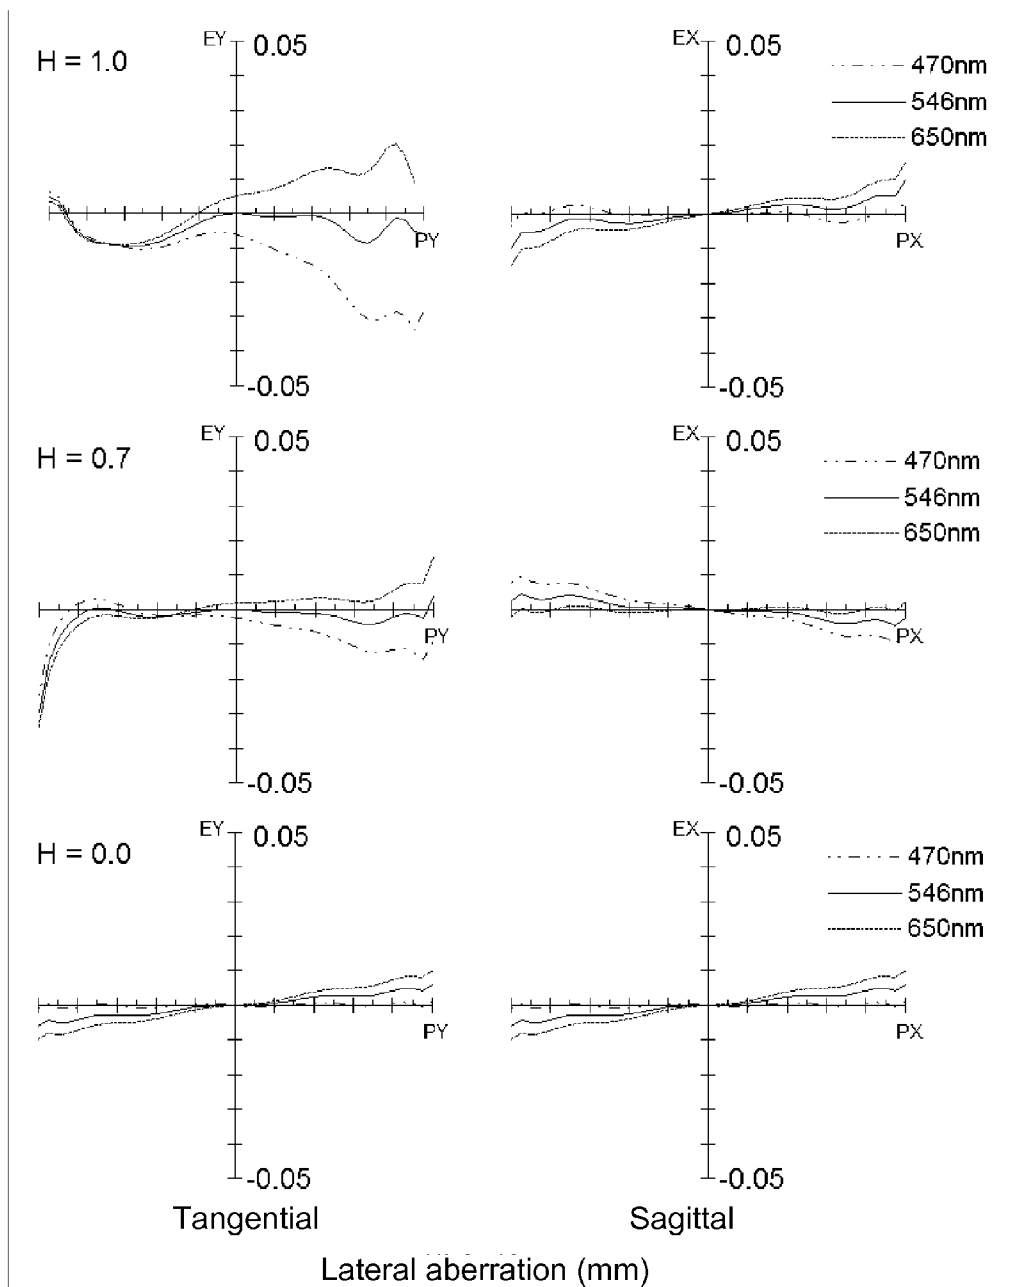 H = 1.0
EY 0.05
PY
-0.05
EX 0.05
470nm
546nm
650nm
PX
-0.05
H = 0.7
EY 0.05
PY
-0.05
EX 0.05
470nm
546nm
650nm
PX
-0.05
H = 0.0
EY 0.05
PY
-0.05
EX 0.05
470nm
546nm
650nm
PX
-0.05
Tangential
Sagittal
Lateral aberration (mm)